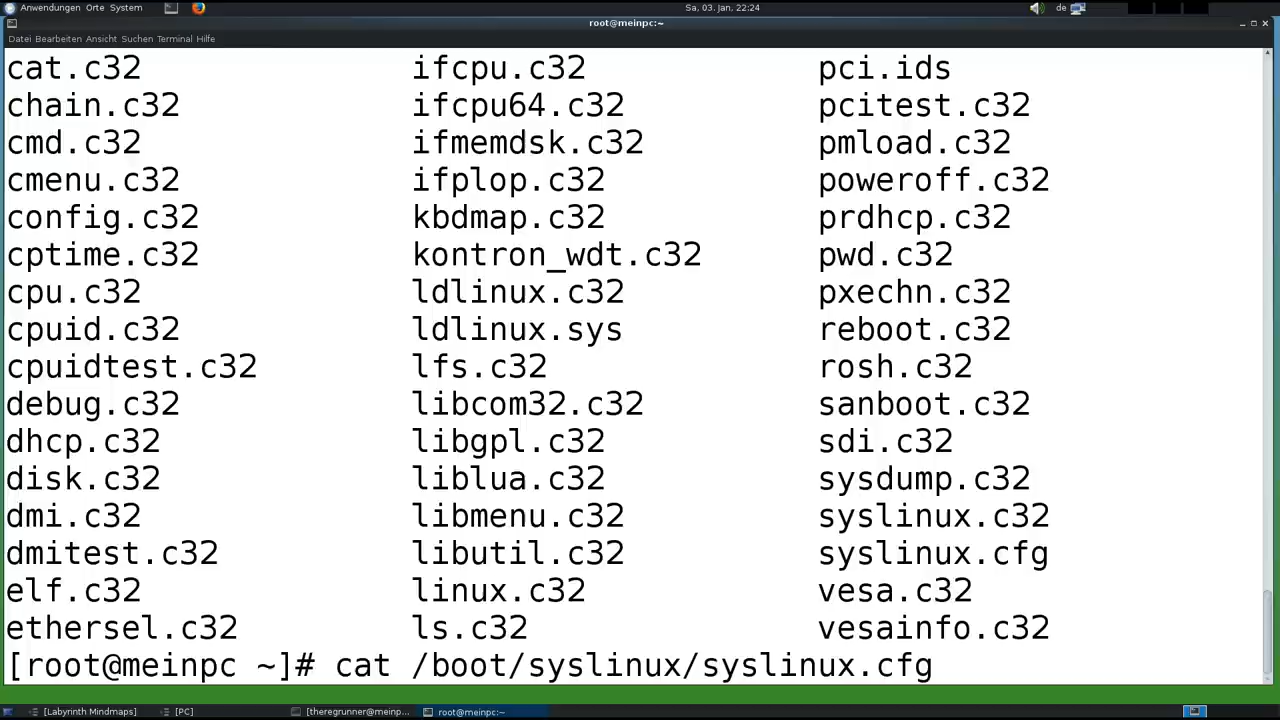 Anwendungen Orte System Sa, 03. Jan, 22:24 de
root@meinpc:~
Datei Bearbeiten Ansicht Suchen Terminal Hilfe
cat.c32 ifcpu.c32 pci.ids
chain.c32 ifcpu64.c32 pcitest.c32
cmd.c32 ifmemdsk.c32 pmload.c32
cmenu.c32 ifplop.c32 poweroff.c32
config.c32 kbdmap.c32 prdhcp.c32
cptime.c32 kontron_wdt.c32 pwd.c32
cpu.c32 ldlinux.c32 pxechn.c32
cpuid.c32 ldlinux.sys reboot.c32
cpuidtest.c32 lfs.c32 rosh.c32
debug.c32 libcom32.c32 sanboot.c32
dhcp.c32 libgpl.c32 sdi.c32
disk.c32 liblua.c32 sysdump.c32
dmi.c32 libmenu.c32 syslinux.c32
dmitest.c32 libutil.c32 syslinux.cfg
elf.c32 linux.c32 vesa.c32
ethersel.c32 ls.c32 vesainfo.c32
[root@meinpc ~]# cat /boot/syslinux/syslinux.cfg
[Labyrinth Mindmaps] [PC] [theregrunner@meinp... root@meinpc:~